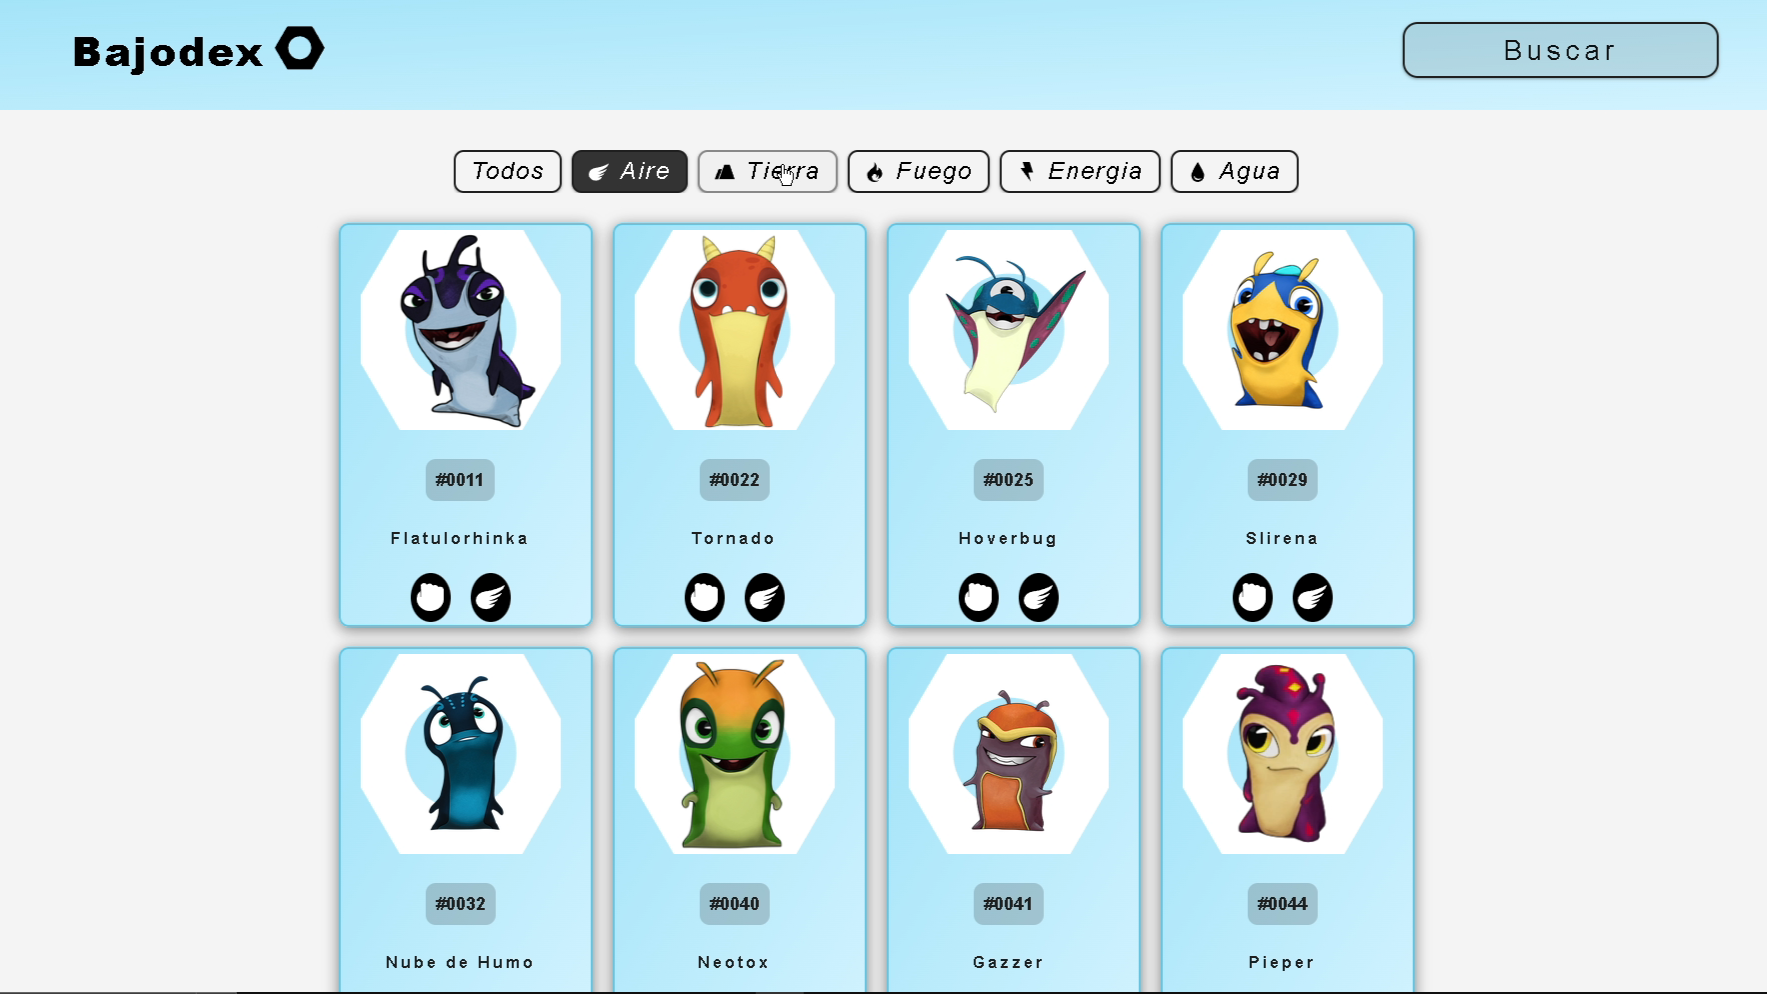 Bajodex
Buscar
Todos
Aire
Tierra
Fuego
Energia
Agua
#0011
#0022
#0025
#0029
Flatulorhinka
Tornado
Hoverbug
Slirena
#0032
#0040
#0041
#0044
Nube de Humo
Neotox
Gazzer
Pieper